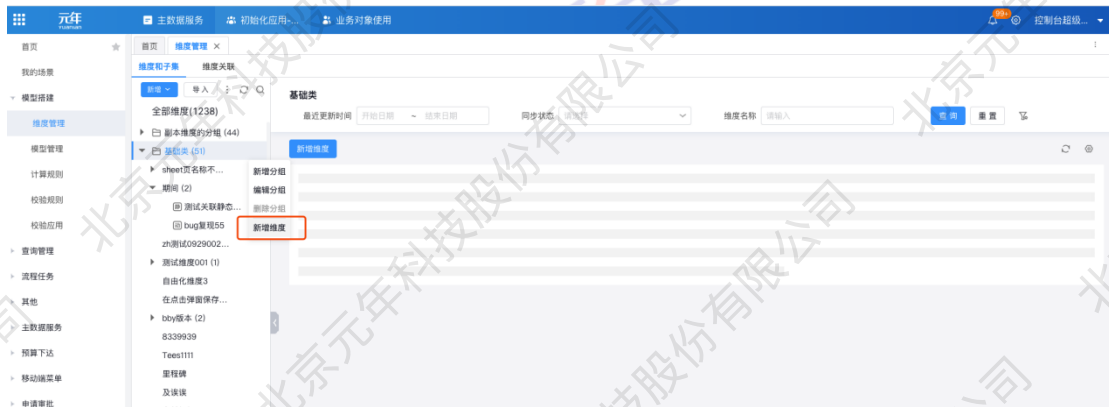 元年
YUANIAN
主数据服务
初始化应用-...
业务对象使用
99+
控制台超级...
首页
我的场景
模型搭建
维度管理
模型管理
计算规则
校验规则
校验应用
查询管理
流程任务
其他
主数据服务
预算下达
移动端菜单
申请审批
首页
维度管理 ×
维度和子集
维度关联
新增
导入
全部维度(1238)
副本维度的分组 (44)
基础类 (51)
sheet页名称不...
期间 (2)
测试关联静态...
bug复现55
zh测试0929002...
测试维度001 (1)
自由化维度3
在点击弹窗保存...
bby版本 (2)
8339939
Tees1111
里程碑
及诶诶
新增分组
编辑分组
删除分组
新增维度
基础类
最近更新时间 开始日期 ~ 结束日期
同步状态 请选择
维度名称 请输入
查询
重置
新增维度
北京元年科技股份有限公司